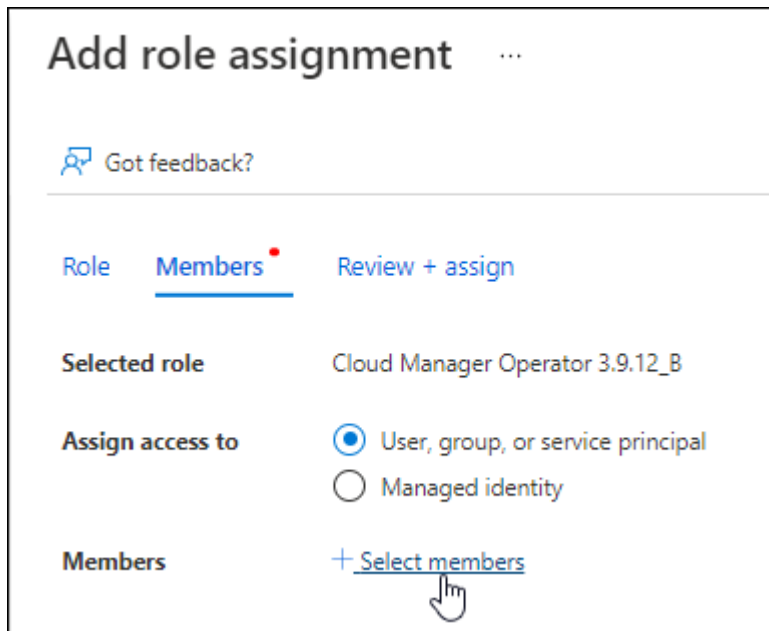 Add role assignment ...
Got feedback?
Role Members Review + assign
Selected role Cloud Manager Operator 3.9.12_B
Assign access to User, group, or service principal
Managed identity
Members + Select members